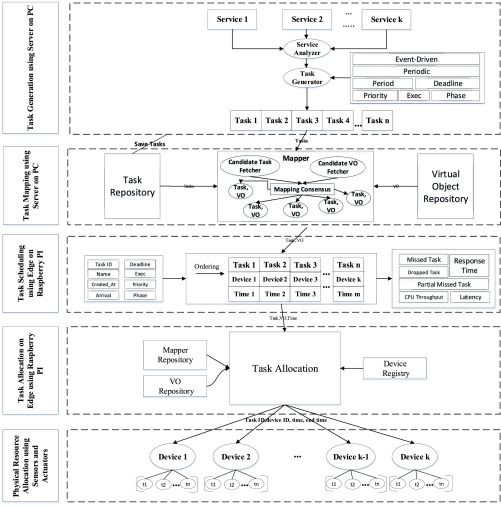 Task Generation using Server on PC
Service 1
Service 2
...
.....
Service k
Service Analyzer
Task Generator
Event-Driven
Periodic
Period
Deadline
Priority
Exec
Phase
Task 1
Task 2
Task 3
Task 4
...
Task n
Save Tasks
Tasks
Task Mapping using Server on PC
Task Repository
Tasks
Mapper
Candidate Task Fetcher
Candidate VO Fetcher
Mapping Consensus
Task, VO
Task, VO
Task, VO
Task, VO
Task, VO
VO
Virtual Object Repository
Task,VO
Task Scheduling using Edge on Raspberry PI
Task ID
Deadline
Name
Exec
Created_At
Priority
Arrival
Phase
Ordering
Task 1
Task 2
Task 3
Task n
Device 1
Device2
Device 3
...
Device k
Time 1
Time 2
Time 3
Time m
Missed Task
Response Time
Dropped Task
Partial Missed Task
CPU Throughput
Latency
Task,VO,Time
Task Allocation on Edge using Raspberry PI
Mapper Repository
VO Repository
Task Allocation
Device Registry
Task ID,device ID, time, end time
Physical Resource Allocation using Sensors and Actuators
Device 1
Device 2
...
Device k-1
Device k
t1
t2
...
tn
t1
t2
...
tn
t1
t2
...
tn
t1
t2
...
tn